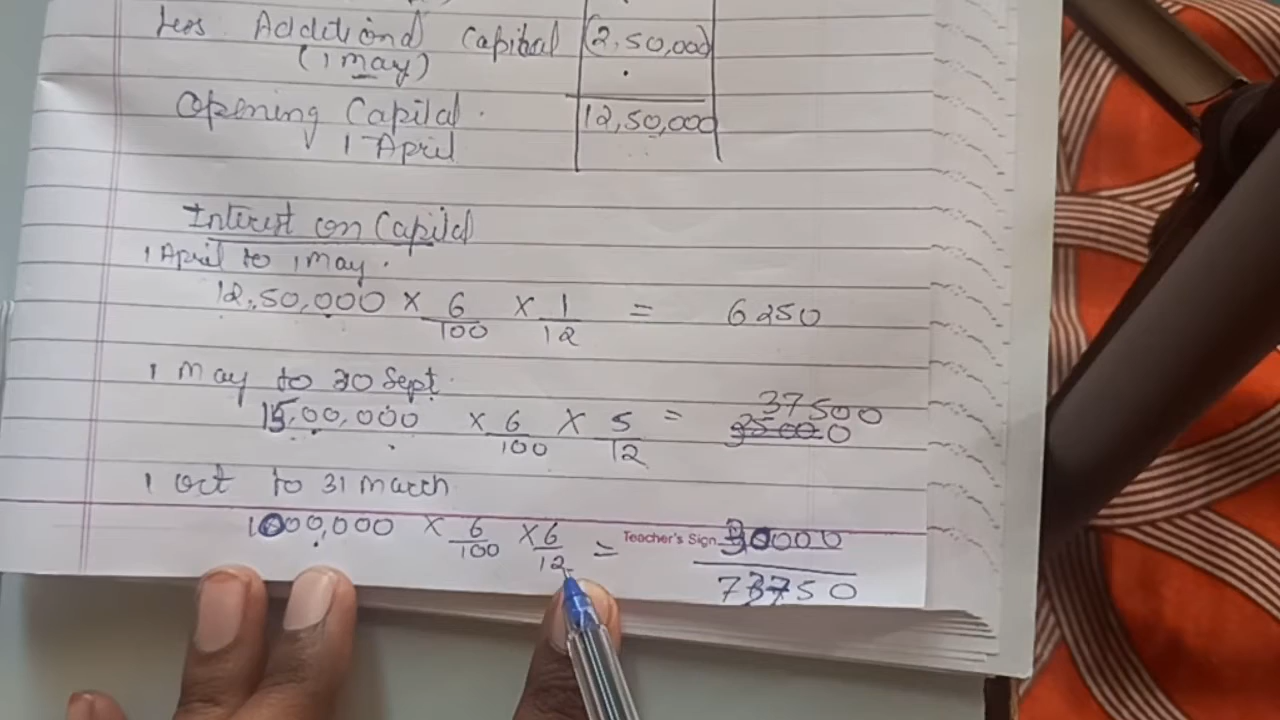 Less Additional Capital (2,50,000)
(1 may)
Opening Capital. 12,50,000
1 April
Interest on Capital
1 April to 1 may.
12,50,000 × 6/100 × 1/12 = 6250
1 may to 30 Sept.
37500
15,00,000 × 6/100 × 5/12 = 35000
1 Oct to 31 march
1000,000 × 6/100 × 6/12 = Teacher's Sign 30000
73750